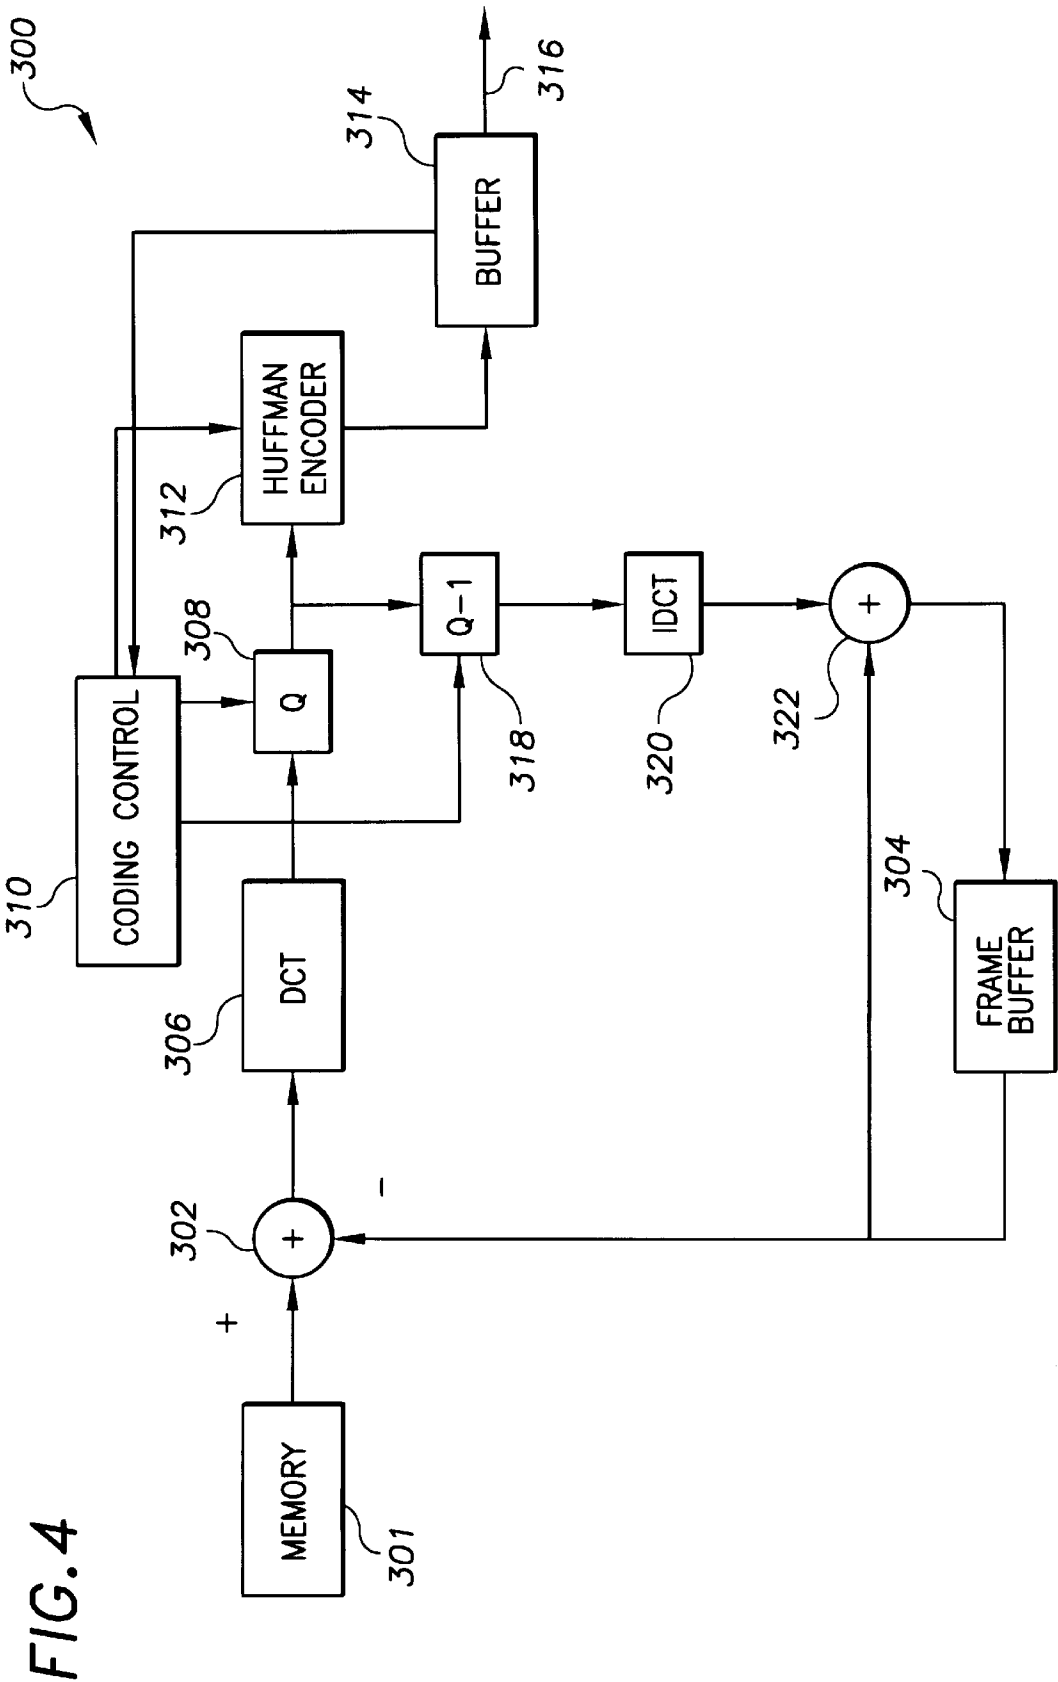 FIG. 4
300
310
CODING CONTROL
312
HUFFMAN
ENCODER
314
BUFFER
316
308
Q
306
DCT
302
+
+
−
MEMORY
301
Q-1
318
IDCT
320
+
322
304
FRAME
BUFFER